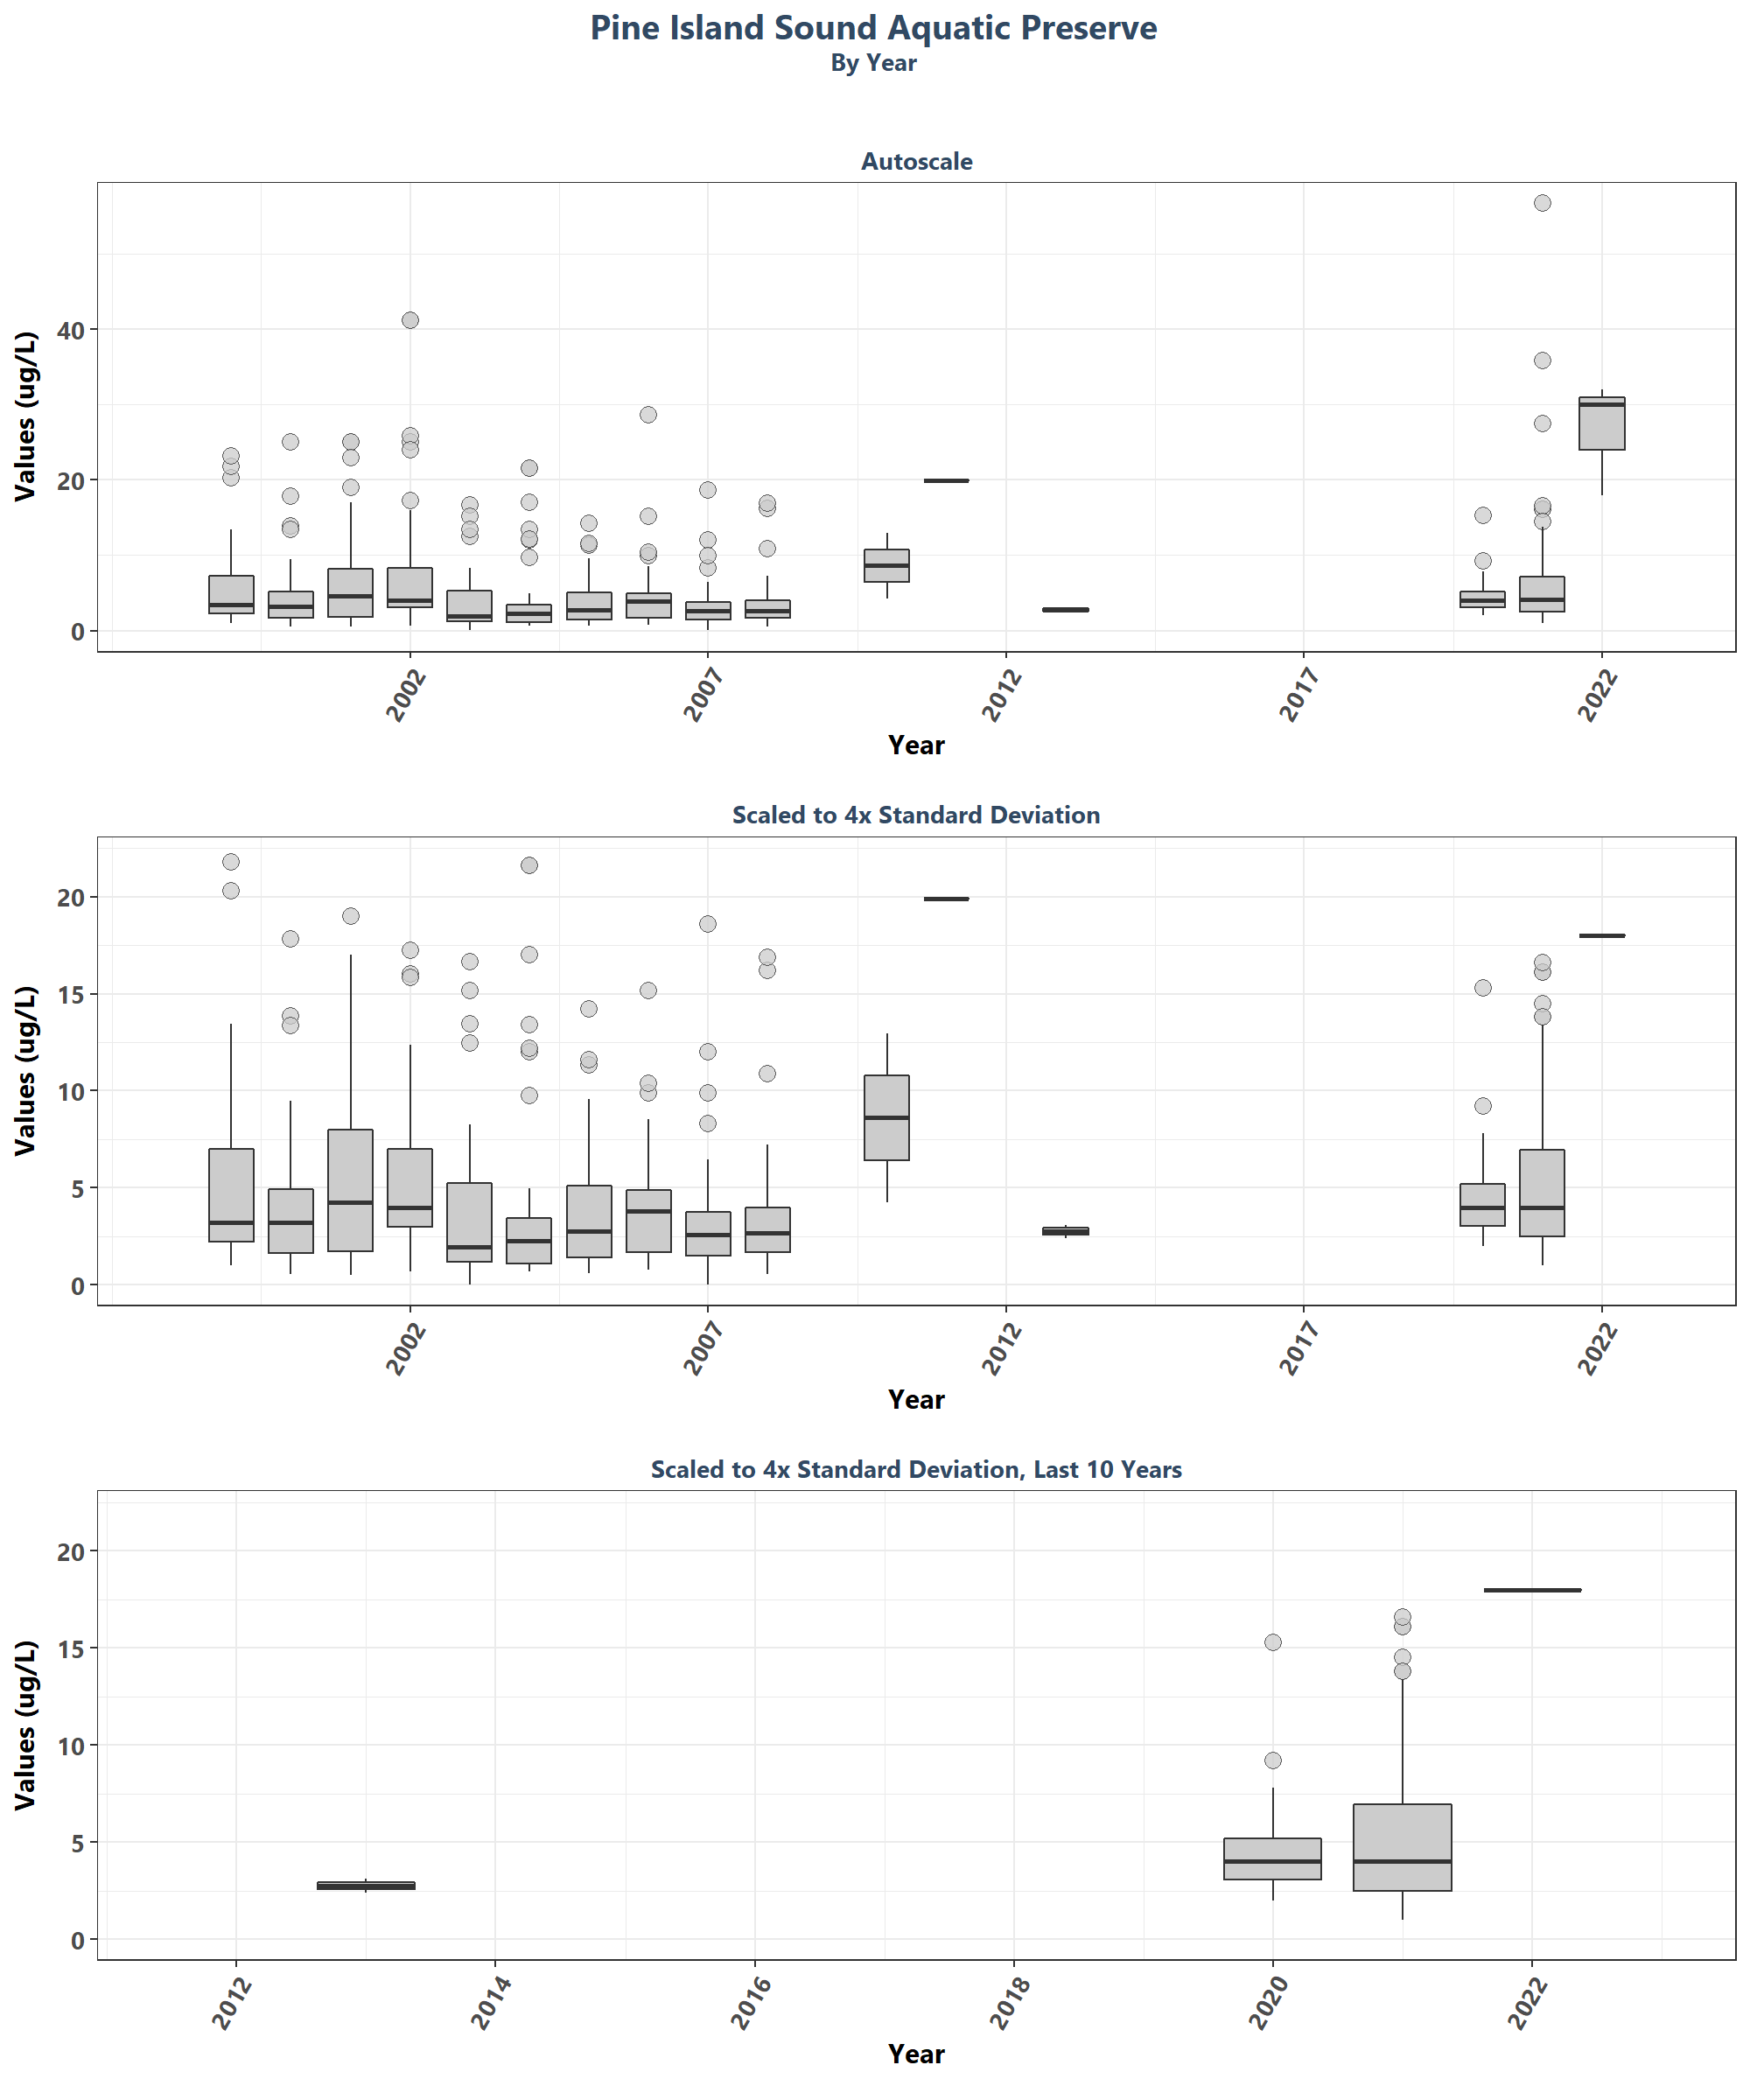 Pine Island Sound Aquatic Preserve
By Year
Autoscale
Values (ug/L)
40
20
0
2002 2007 2012 2017 2022
Year
Scaled to 4x Standard Deviation
Values (ug/L)
20
15
10
5
0
2002 2007 2012 2017 2022
Year
Scaled to 4x Standard Deviation, Last 10 Years
Values (ug/L)
20
15
10
5
0
2012 2014 2016 2018 2020 2022
Year